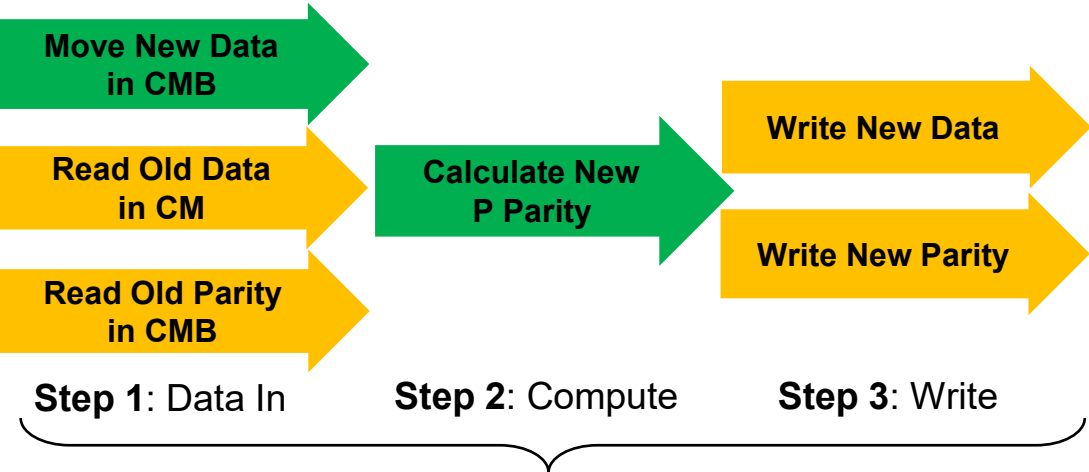 Move New Data
in CMB
Read Old Data
in CM
Read Old Parity
in CMB
Calculate New
P Parity
Write New Data
Write New Parity
Step 1: Data In
Step 2: Compute
Step 3: Write